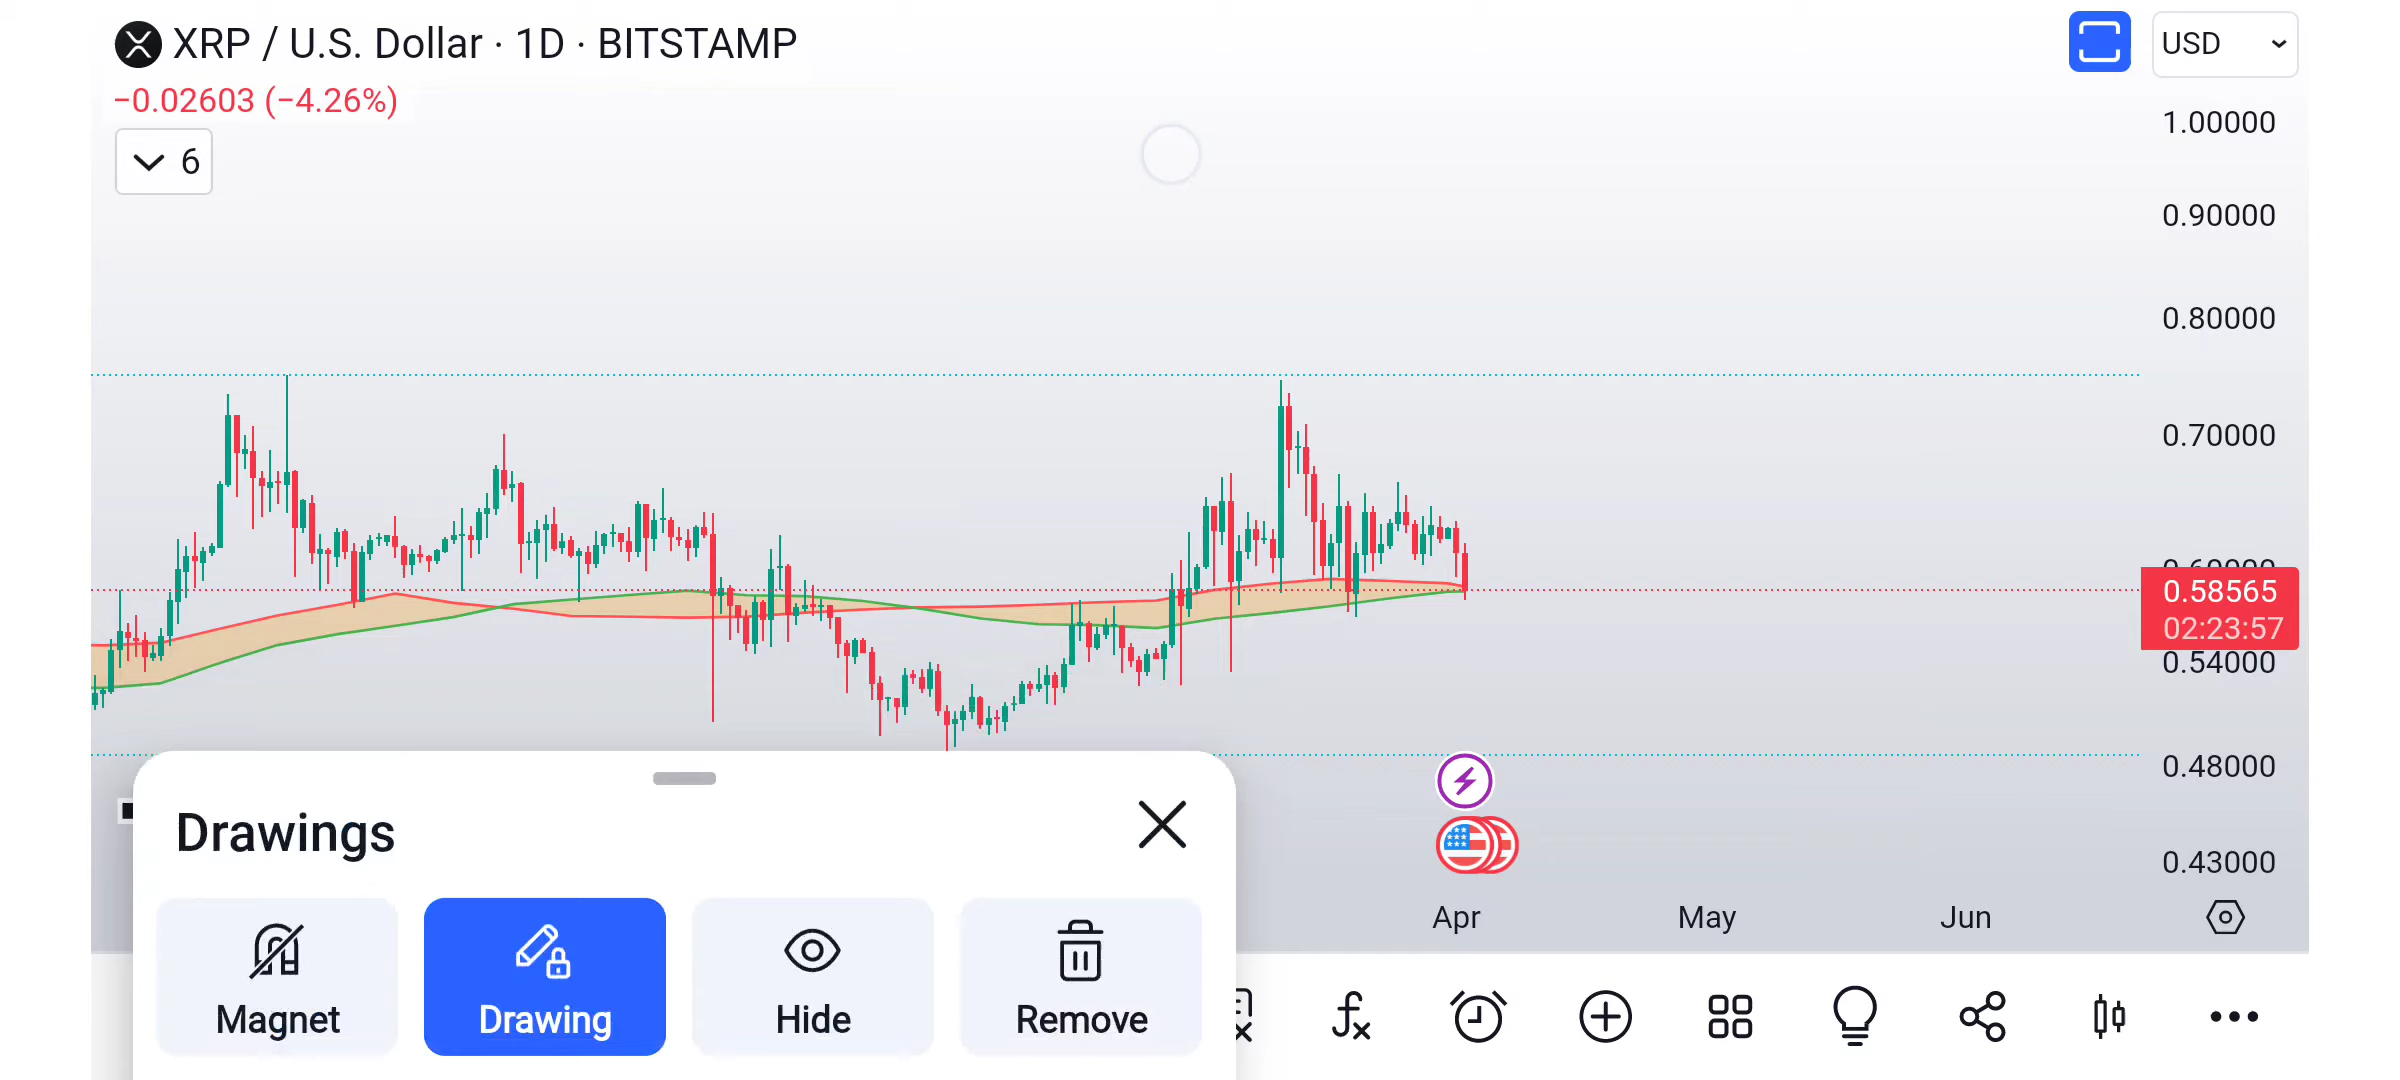 XRP / U.S. Dollar · 1D · BITSTAMP
−0.02603 (−4.26%)
6
USD
1.00000
0.90000
0.80000
0.70000
0.58565
02:23:57
0.54000
0.48000
0.43000
Apr
May
Jun
Drawings
Magnet
Drawing
Hide
Remove